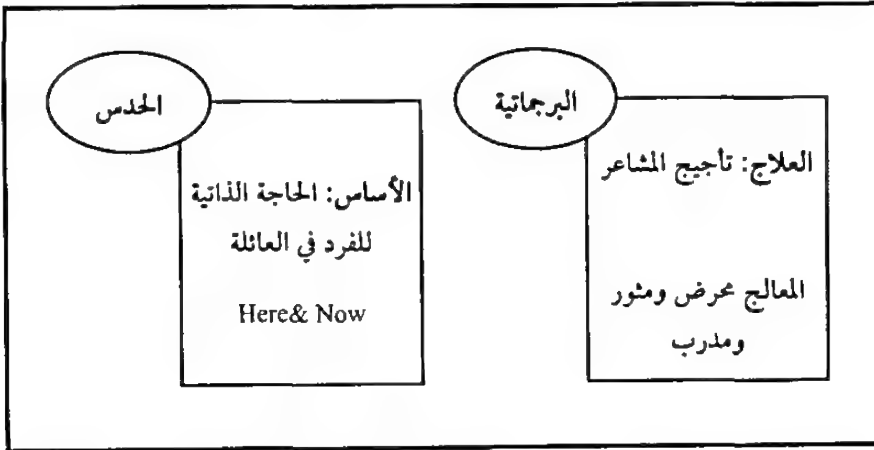 البرجماتية
العلاج: تأجيج المشاعر
المعالج محرض ومثور
ومدرب
الحدس
الأساس: الحاجة الذاتية
للفرد في العائلة
Here& Now